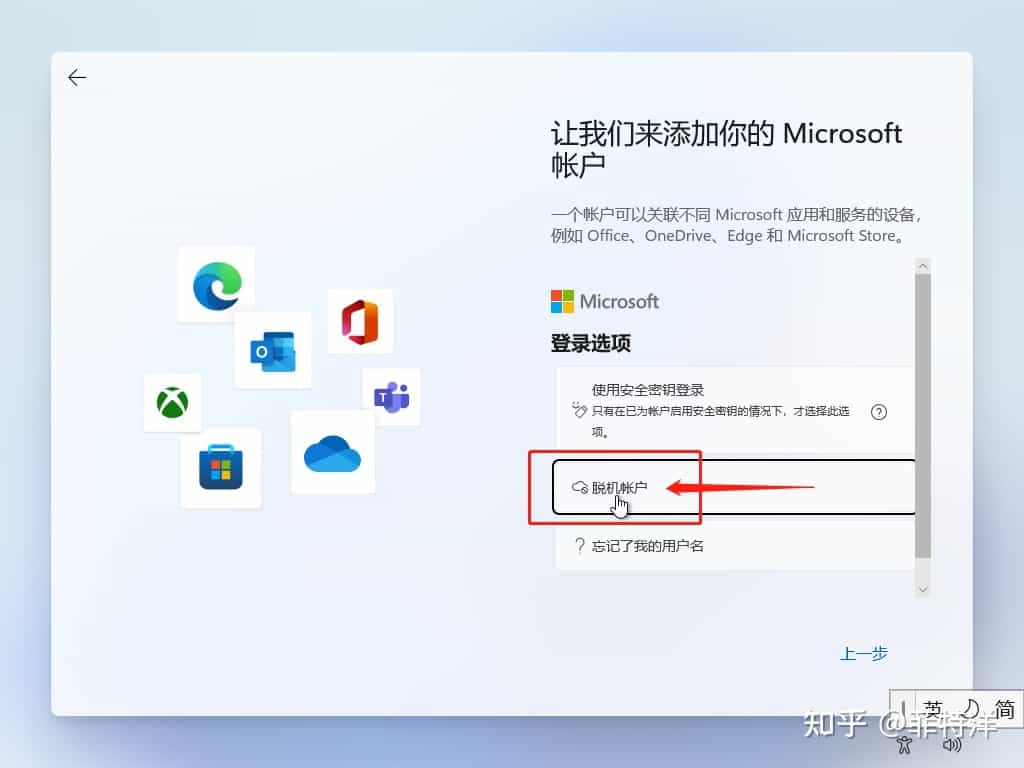 让我们来添加你的 Microsoft
帐户
一个帐户可以关联不同 Microsoft 应用和服务的设备，
例如 Office、OneDrive、Edge 和 Microsoft Store。
Microsoft
登录选项
使用安全密钥登录
只有在已为帐户启用安全密钥的情况下，才选择此选
项。
脱机帐户
忘记了我的用户名
上一步
英 简
知乎 @菲特洋